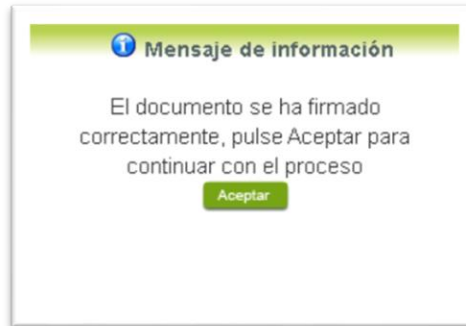 Mensaje de información
El documento se ha firmado
correctamente, pulse Aceptar para
continuar con el proceso
Aceptar